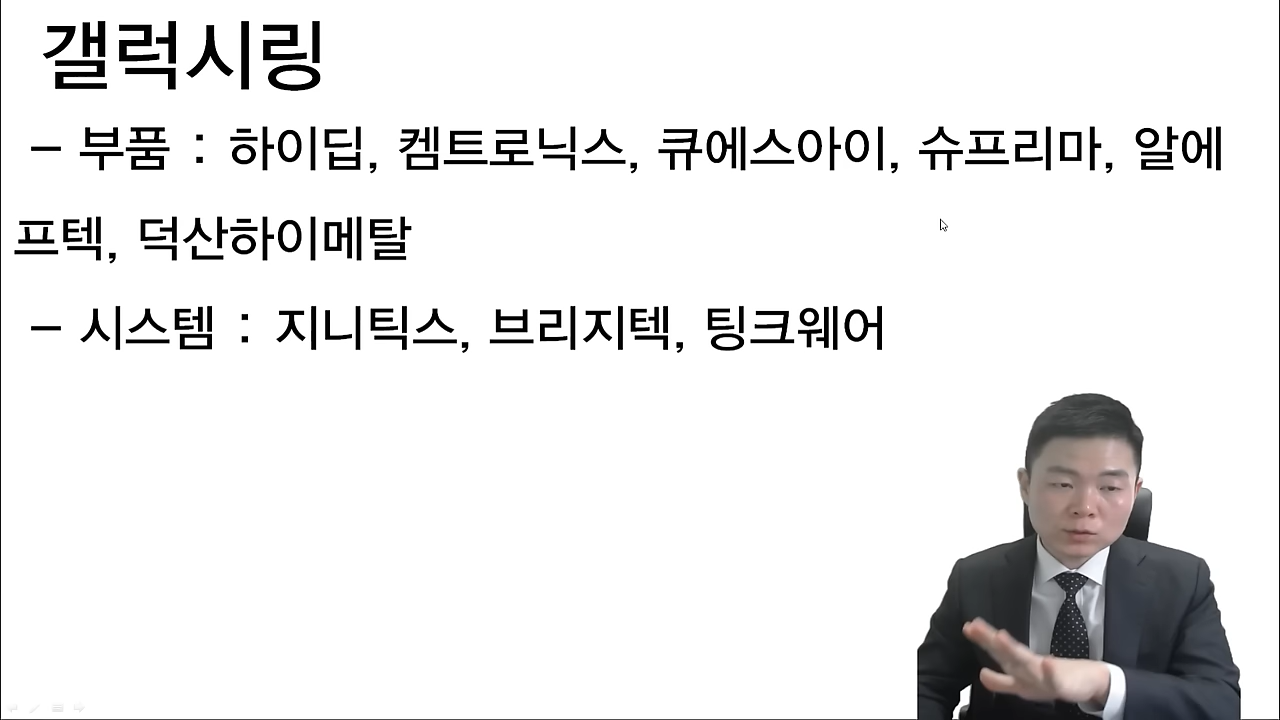 갤럭시링
- 부품 : 하이딥, 켐트로닉스, 큐에스아이, 슈프리마, 알에
프텍, 덕산하이메탈
- 시스템 : 지니틱스, 브리지텍, 팅크웨어